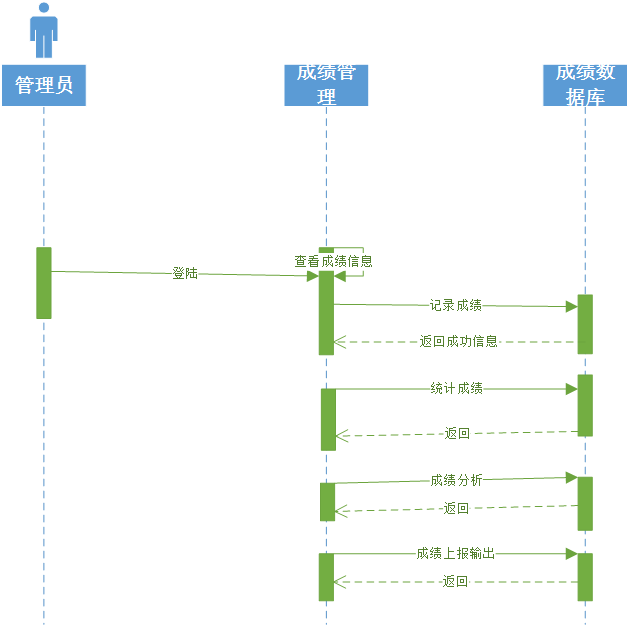 管理员
成绩管
理
成绩数
据库
查看成绩信息
登陆
记录成绩
返回成功信息
统计成绩
返回
成绩分析
返回
成绩上报输出
返回